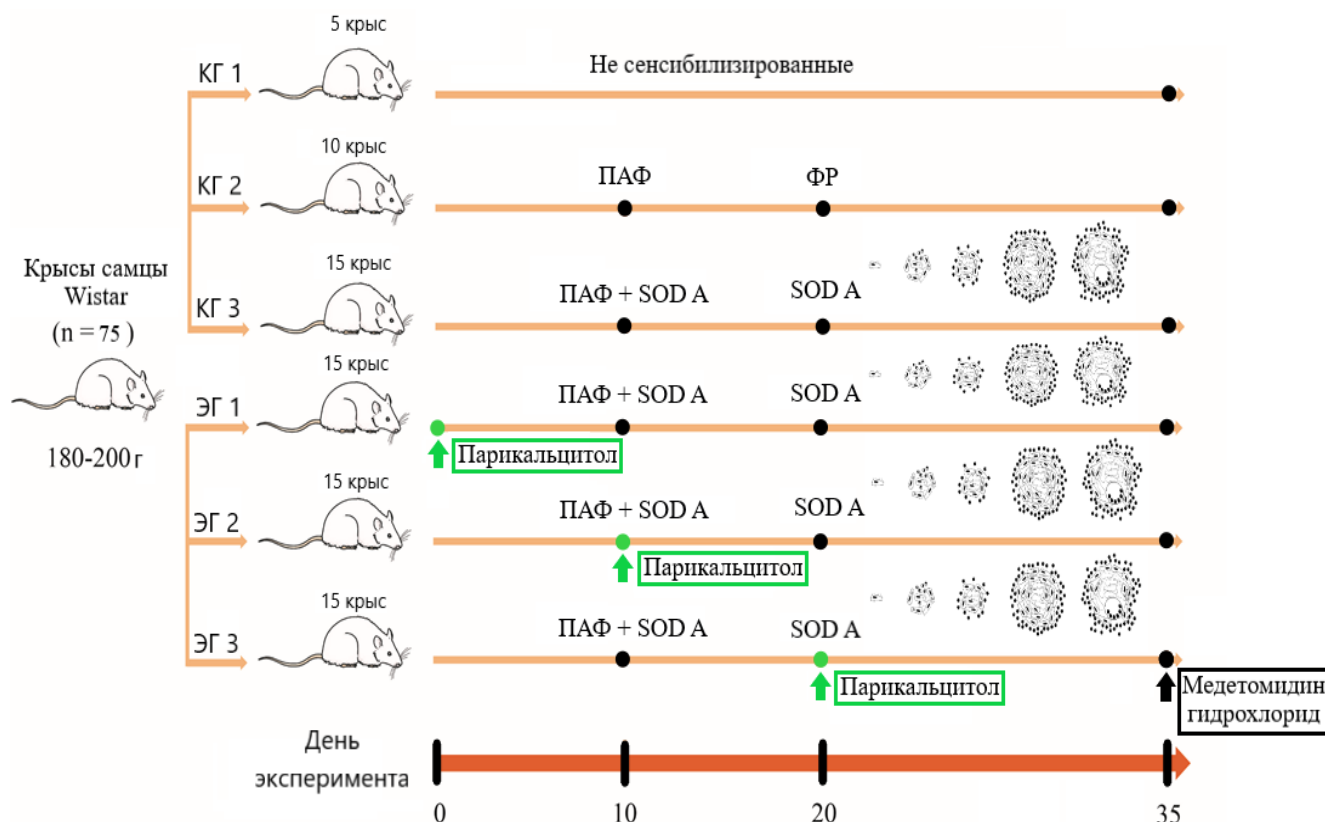 5 крыс
КГ 1
Не сенсибилизированные
10 крыс
КГ 2
ПАФ
ФР
Крысы самцы
Wistar
(n = 75 )
180-200 г
15 крыс
КГ 3
ПАФ + SOD A
SOD A
15 крыс
ЭГ 1
ПАФ + SOD A
SOD A
Парикальцитол
15 крыс
ЭГ 2
ПАФ + SOD A
SOD A
Парикальцитол
15 крыс
ЭГ 3
ПАФ + SOD A
SOD A
Парикальцитол
Медетомидин
гидрохлорид
День
эксперимента
0
10
20
35